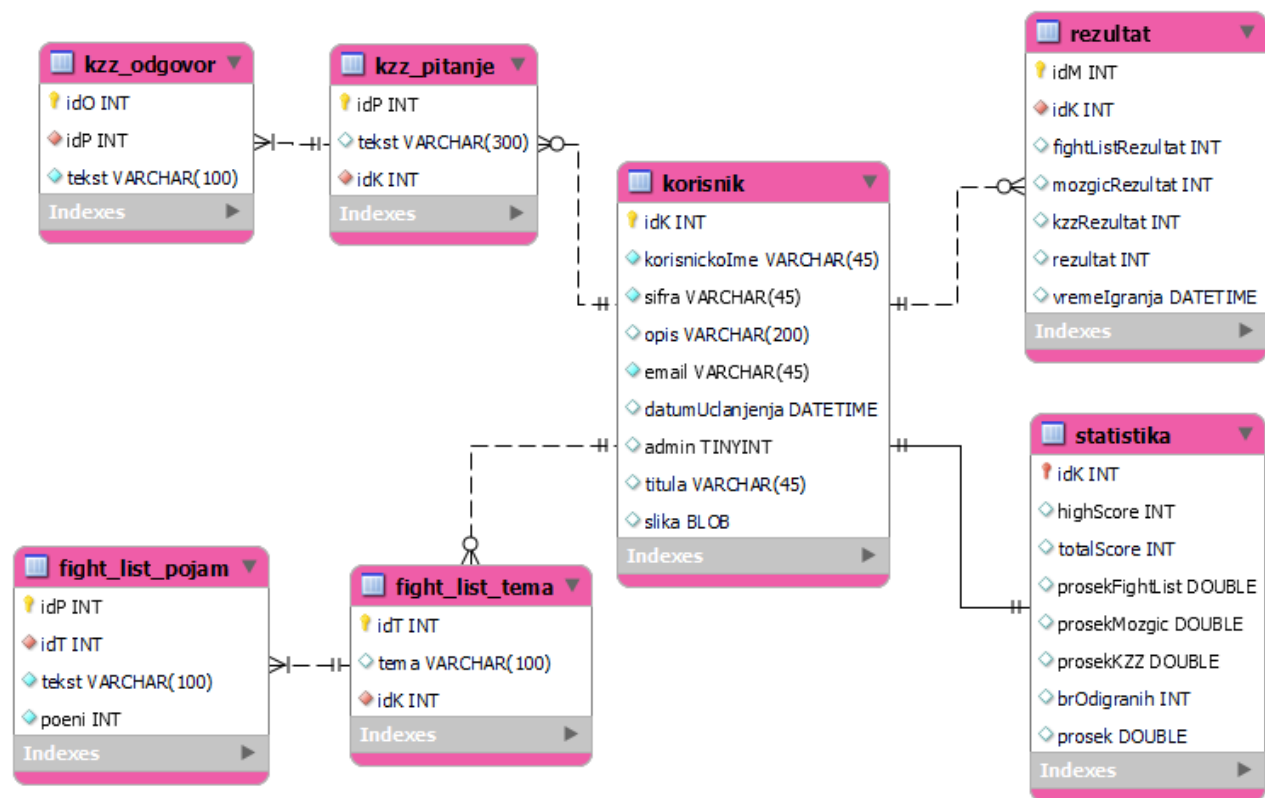 kzz_odgovor
idO INT
idP INT
tekst VARCHAR(100)
Indexes
kzz_pitanje
idP INT
tekst VARCHAR(300)
idK INT
Indexes
korisnik
idK INT
korisnickoIme VARCHAR(45)
sifra VARCHAR(45)
opis VARCHAR(200)
email VARCHAR(45)
datumUclanjenja DATETIME
admin TINYINT
titula VARCHAR(45)
slika BLOB
Indexes
rezultat
idM INT
idK INT
fightListRezultat INT
mozgicRezultat INT
kzzRezultat INT
rezultat INT
vremeIgranja DATETIME
Indexes
statistika
idK INT
highScore INT
totalScore INT
prosekFightList DOUBLE
prosekMozgic DOUBLE
prosekKZZ DOUBLE
brOdigranih INT
prosek DOUBLE
Indexes
fight_list_pojam
idP INT
idT INT
tekst VARCHAR(100)
poeni INT
Indexes
fight_list_tema
idT INT
tema VARCHAR(100)
idK INT
Indexes